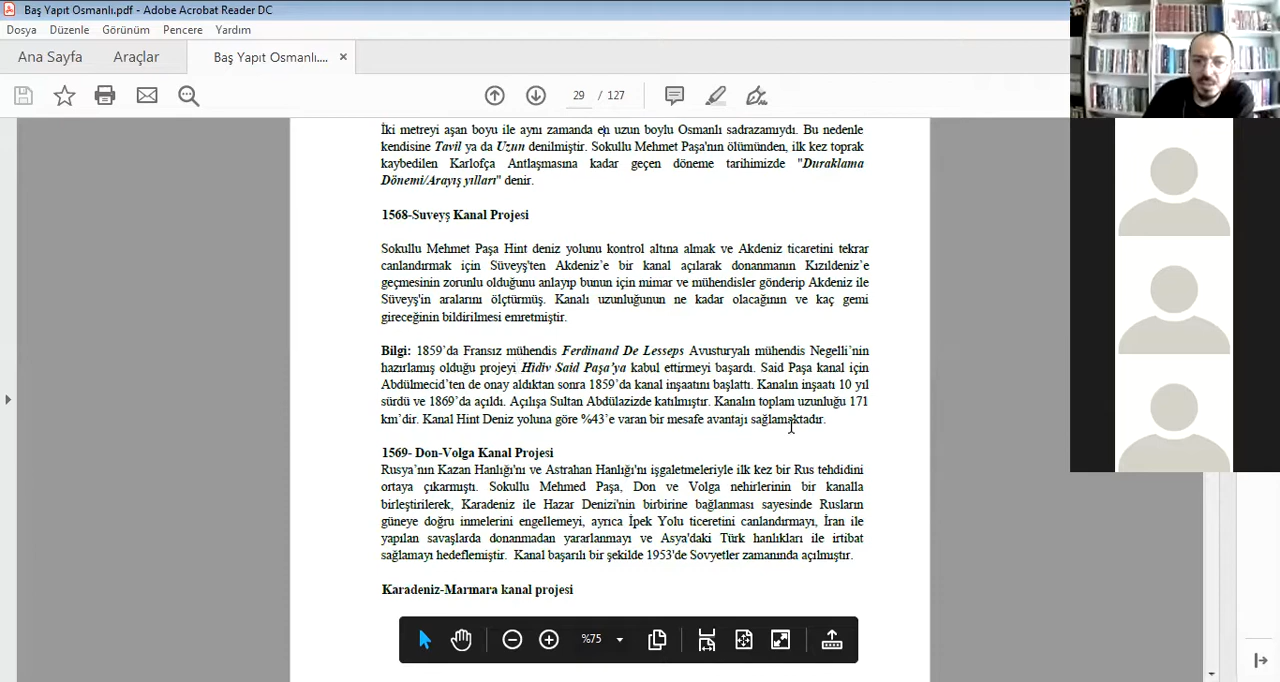 Baş Yapıt Osmanlı.pdf - Adobe Acrobat Reader DC
Dosya Düzenle Görünüm Pencere Yardım
Ana Sayfa Araçlar Baş Yapıt Osmanlı.... ×
29 / 127
İki metreyi aşan boyu ile aynı zamanda en uzun boylu Osmanlı sadrazamıydı. Bu nedenle
kendisine Tavil ya da Uzun denilmiştir. Sokullu Mehmet Paşa'nın ölümünden, ilk kez toprak
kaybedilen Karlofça Antlaşmasına kadar geçen döneme tarihimizde "Duraklama
Dönemi/Arayış yılları" denir.
1568-Suveyş Kanal Projesi
Sokullu Mehmet Paşa Hint deniz yolunu kontrol altına almak ve Akdeniz ticaretini tekrar
canlandırmak için Süveyş'ten Akdeniz'e bir kanal açılarak donanmanın Kızıldeniz'e
geçmesinin zorunlu olduğunu anlayıp bunun için mimar ve mühendisler gönderip Akdeniz ile
Süveyş'in aralarını ölçtürmüş. Kanalı uzunluğunun ne kadar olacağının ve kaç gemi
gireceğinin bildirilmesi emretmiştir.
Bilgi: 1859'da Fransız mühendis Ferdinand De Lesseps Avusturyalı mühendis Negelli'nin
hazırlamış olduğu projeyi Hidiv Said Paşa'ya kabul ettirmeyi başardı. Said Paşa kanal için
Abdülmecid'ten de onay aldıktan sonra 1859'da kanal inşaatını başlattı. Kanalın inşaatı 10 yıl
sürdü ve 1869'da açıldı. Açılışa Sultan Abdülazizde katılmıştır. Kanalın toplam uzunluğu 171
km'dir. Kanal Hint Deniz yoluna göre %43'e varan bir mesafe avantajı sağlamaktadır.
1569- Don-Volga Kanal Projesi
Rusya'nın Kazan Hanlığı'nı ve Astrahan Hanlığı'nı işgaletmeleriyle ilk kez bir Rus tehdidini
ortaya çıkarmıştı. Sokullu Mehmed Paşa, Don ve Volga nehirlerinin bir kanalla
birleştirilerek, Karadeniz ile Hazar Denizi'nin birbirine bağlanması sayesinde Rusların
güneye doğru inmelerini engellemeyi, ayrıca İpek Yolu ticeretini canlandırmayı, İran ile
yapılan savaşlarda donanmadan yararlanmayı ve Asya'daki Türk hanlıkları ile irtibat
sağlamayı hedeflemiştir. Kanal başarılı bir şekilde 1953'de Sovyetler zamanında açılmıştır.
Karadeniz-Marmara kanal projesi
%75